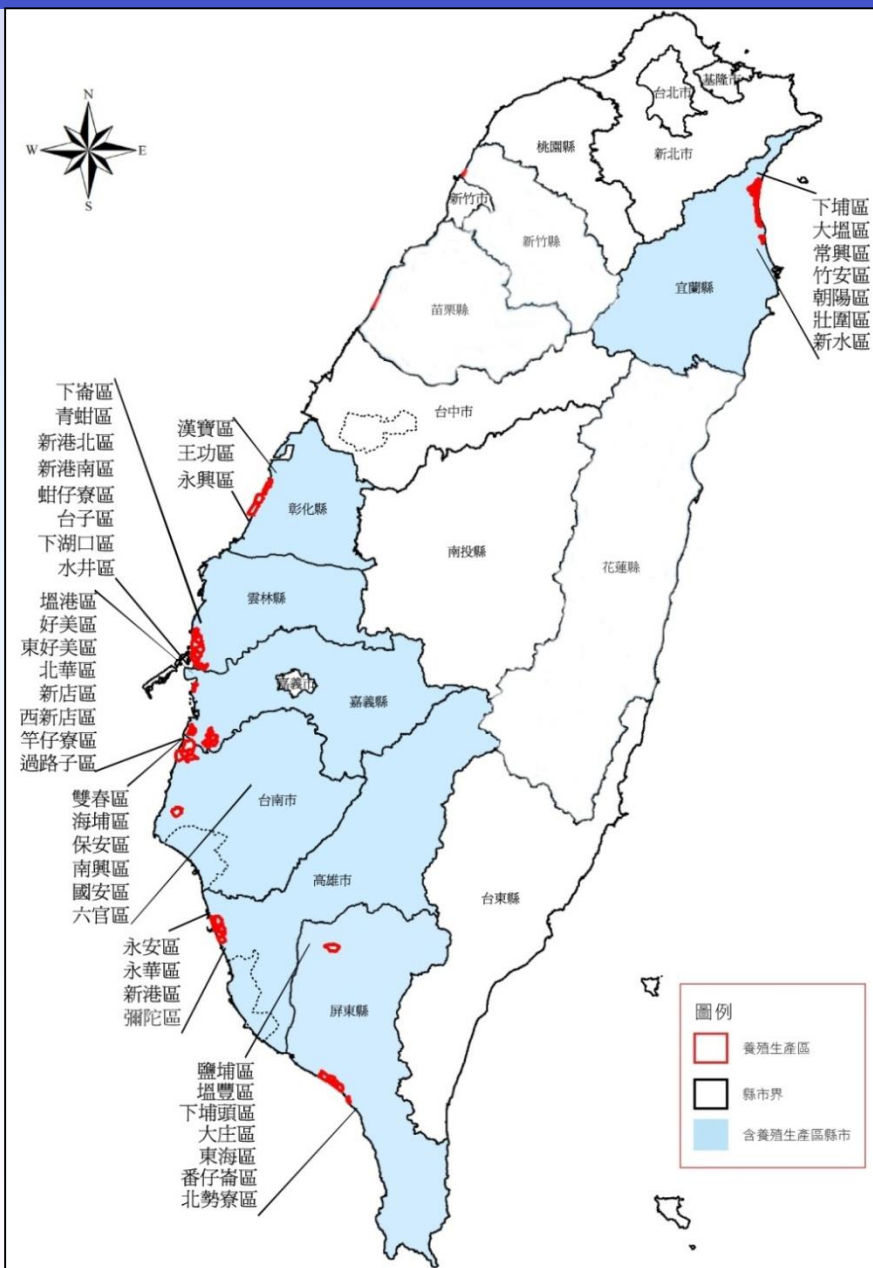 N
W
E
S
基隆市
台北市
桃園縣
新北市
新竹市
新竹縣
宜蘭縣
苗栗縣
台中市
彰化縣
南投縣
花蓮縣
雲林縣
嘉義市
嘉義縣
台南市
高雄市
台東縣
屏東縣
下埔區
大塭區
常興區
竹安區
朝陽區
壯圍區
新水區
漢寶區
王功區
永興區
下崙區
青蚶區
新港北區
新港南區
蚶仔寮區
台子區
下湖口區
水井區
塭港區
好美區
東好美區
北華區
新店區
西新店區
竿仔寮區
過路子區
雙春區
海埔區
保安區
南興區
國安區
六官區
永安區
永華區
新港區
彌陀區
鹽埔區
塭豐區
下埔頭區
大庄區
東海區
番仔崙區
北勢寮區
圖例
養殖生產區
縣市界
含養殖生產區縣市